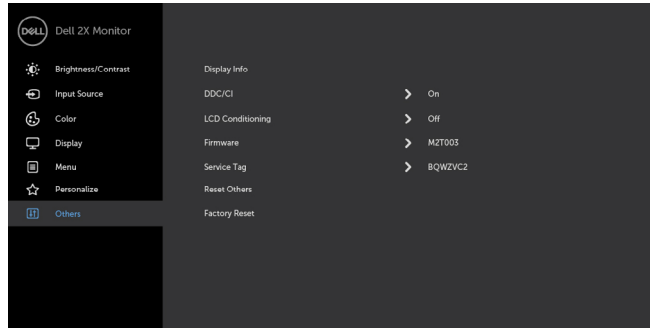 DELL Dell 2X Monitor
Brightness/Contrast Display Info
Input Source DDC/CI On
Color LCD Conditioning Off
Display Firmware M2T003
Menu Service Tag BQWZVC2
Personalize Reset Others
Others Factory Reset